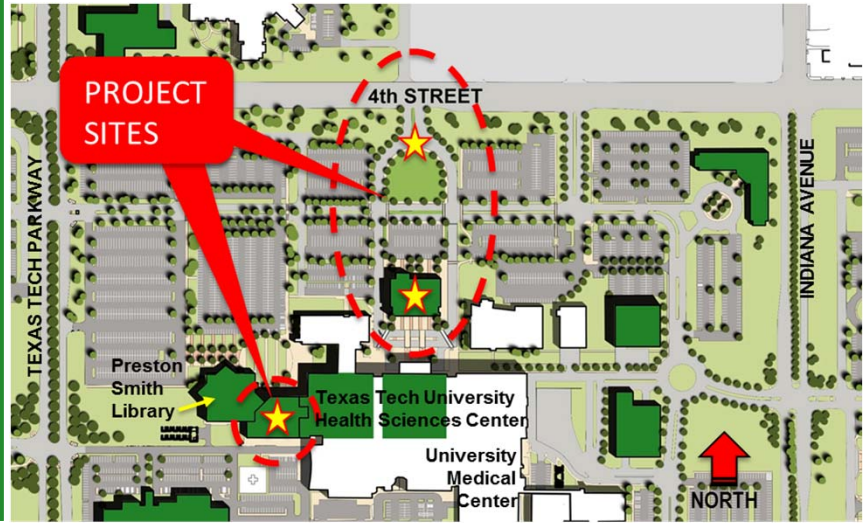 PROJECT
SITES
4th STREET
TEXAS TECH PARKWAY
INDIANA AVENUE
Preston
Smith
Library
Texas Tech University
Health Sciences Center
University
Medical
Center
NORTH